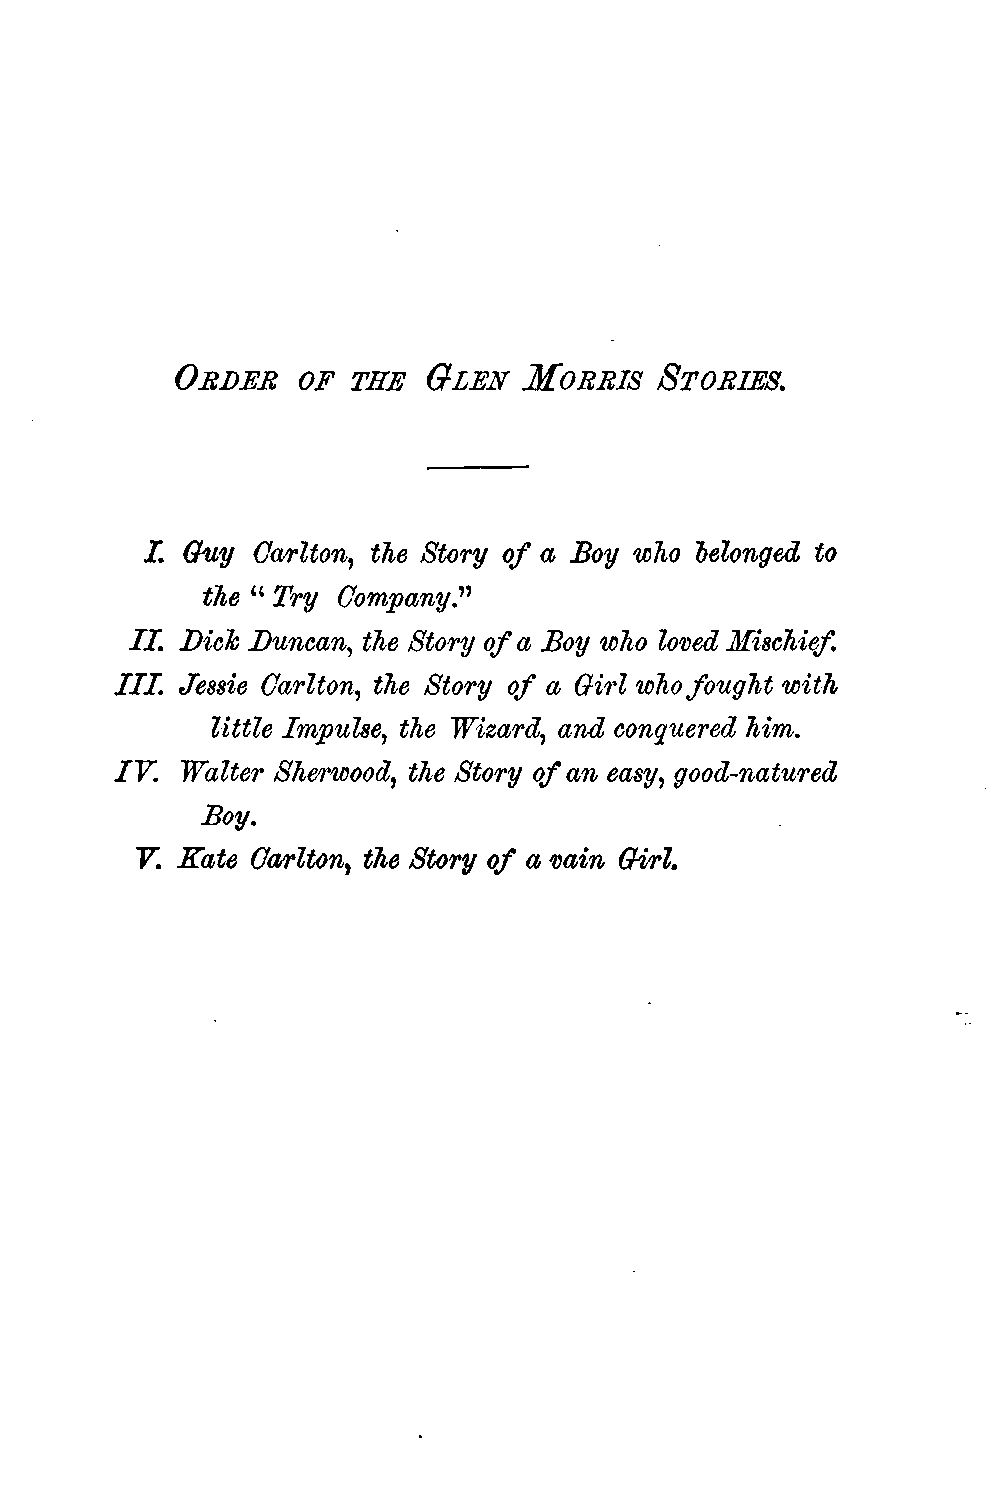 ORDER OF THE GLEN MORRIS STORIES.
I. Guy Carlton, the Story of a Boy who belonged to
the “Try Company.”
II. Dick Duncan, the Story of a Boy who loved Mischief.
III. Jessie Carlton, the Story of a Girl who fought with
little Impulse, the Wizard, and conquered him.
IV. Walter Sherwood, the Story of an easy, good-natured
Boy.
V. Kate Carlton, the Story of a vain Girl.